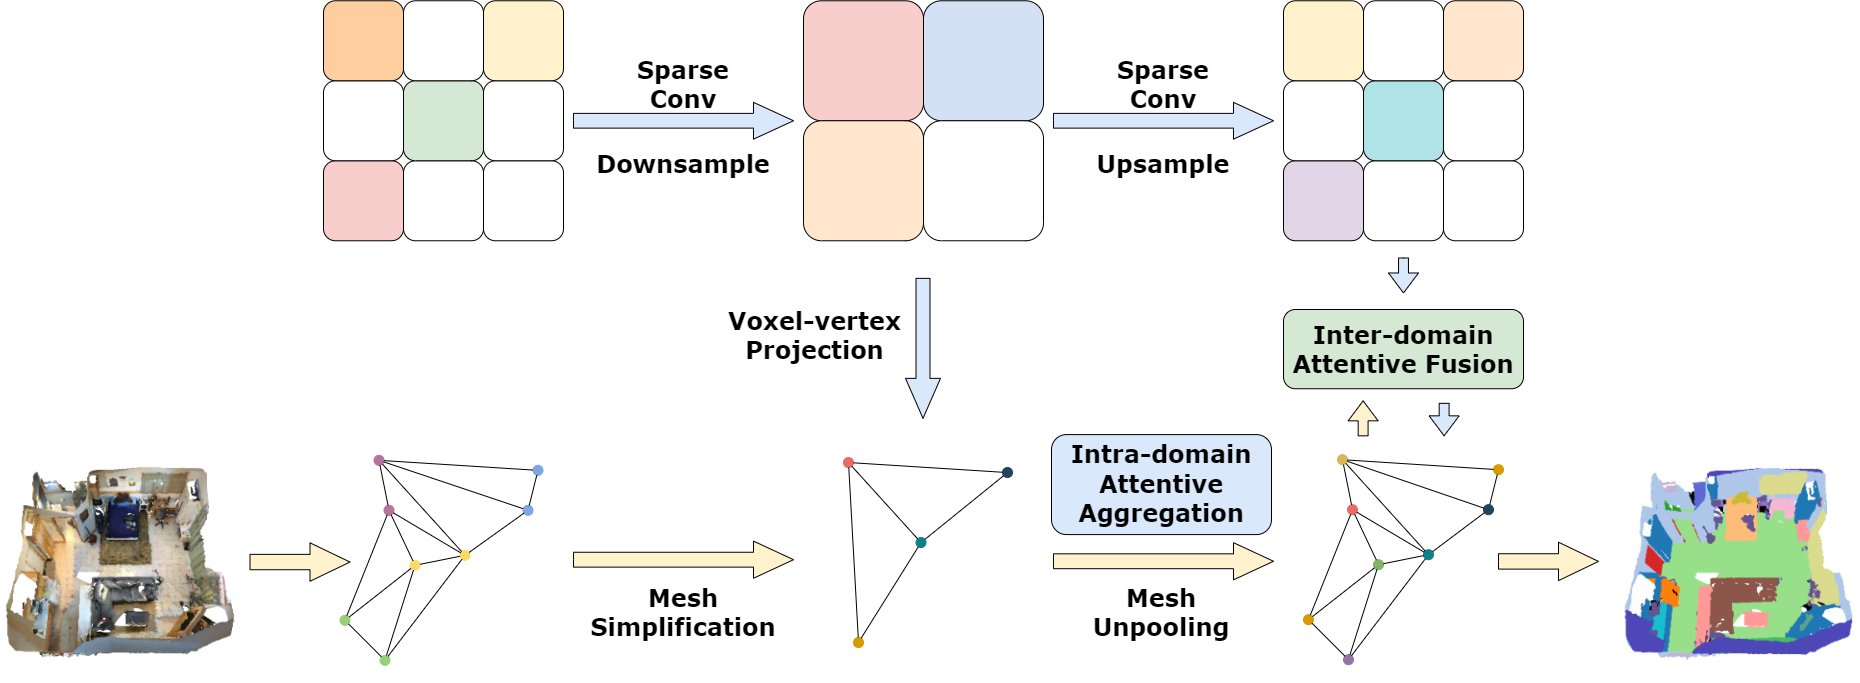 Sparse
Conv
Downsample
Sparse
Conv
Upsample
Voxel-vertex
Projection
Inter-domain
Attentive Fusion
Intra-domain
Attentive
Aggregation
Mesh
Simplification
Mesh
Unpooling